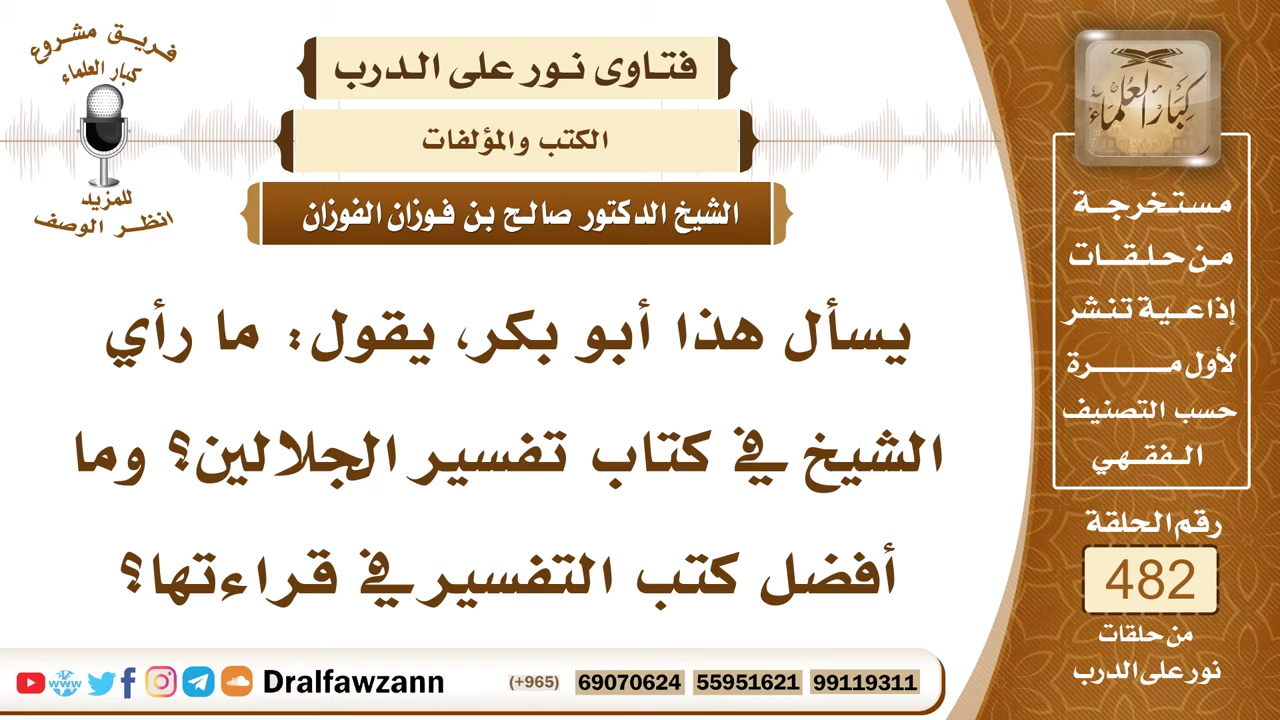 فريق مشروع
كبار العلماء
للمزيد
انظر الوصف
فتاوى نور على الدرب
الكتب والمؤلفات
الشيخ الدكتور صالح بن فوزان الفوزان
يسأل هذا أبو بكر، يقول: ما رأي
الشيخ في كتاب تفسير الجلالين؟ وما
أفضل كتب التفسير في قراءتها؟
كبار العلماء
مستخرجة
من حلقات
إذاعية تنشر
لأول مرة
حسب التصنيف
الفقهي
رقم الحلقة
482
من حلقات
نور على الدرب
www
Dralfawzann (+965) 69070624 55951621 99119311